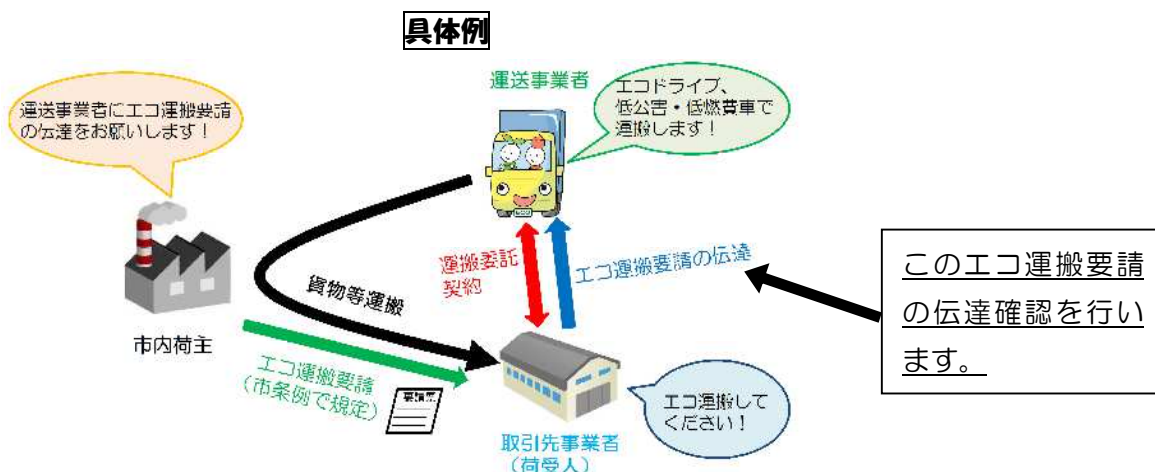 具体例
運送事業者
エコドライブ、
低公害・低燃費車で
運搬します！
運送事業者にエコ運搬要請
の伝達をお願いします！
運搬委託
契約
エコ運搬要請の伝達
このエコ運搬要請
の伝達確認を行い
ます。
貨物等運搬
市内荷主
エコ運搬要請
（市条例で規定）
エコ運搬して
ください！
取引先事業者
（荷受人）